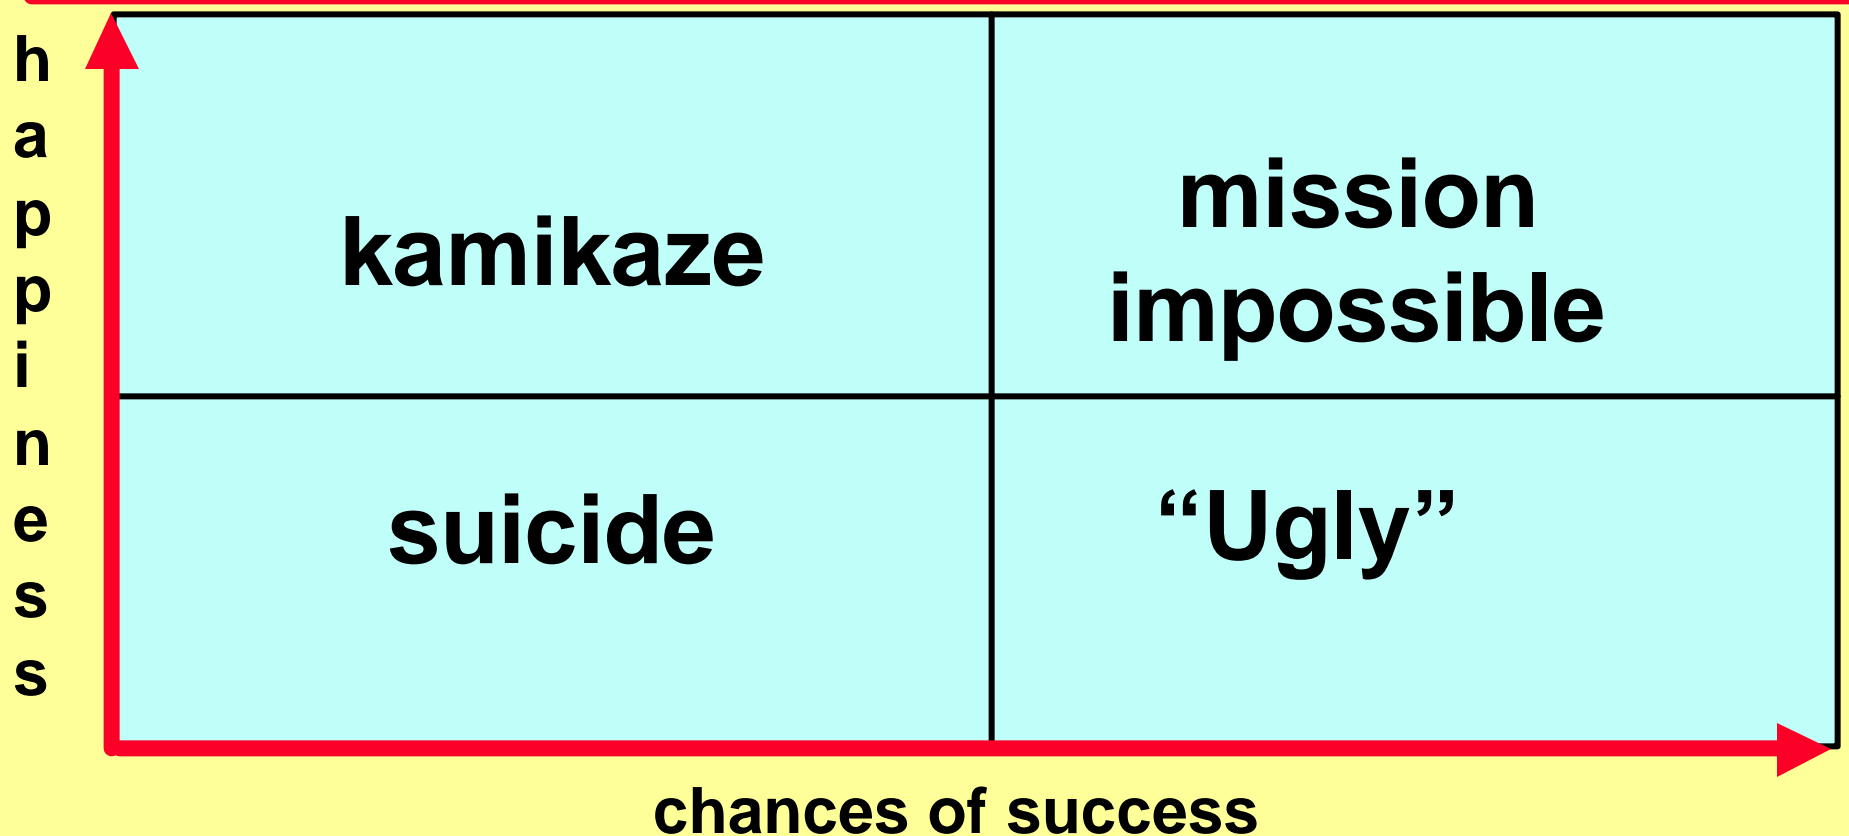 happiness
kamikaze
mission
impossible
suicide
“Ugly”
chances of success